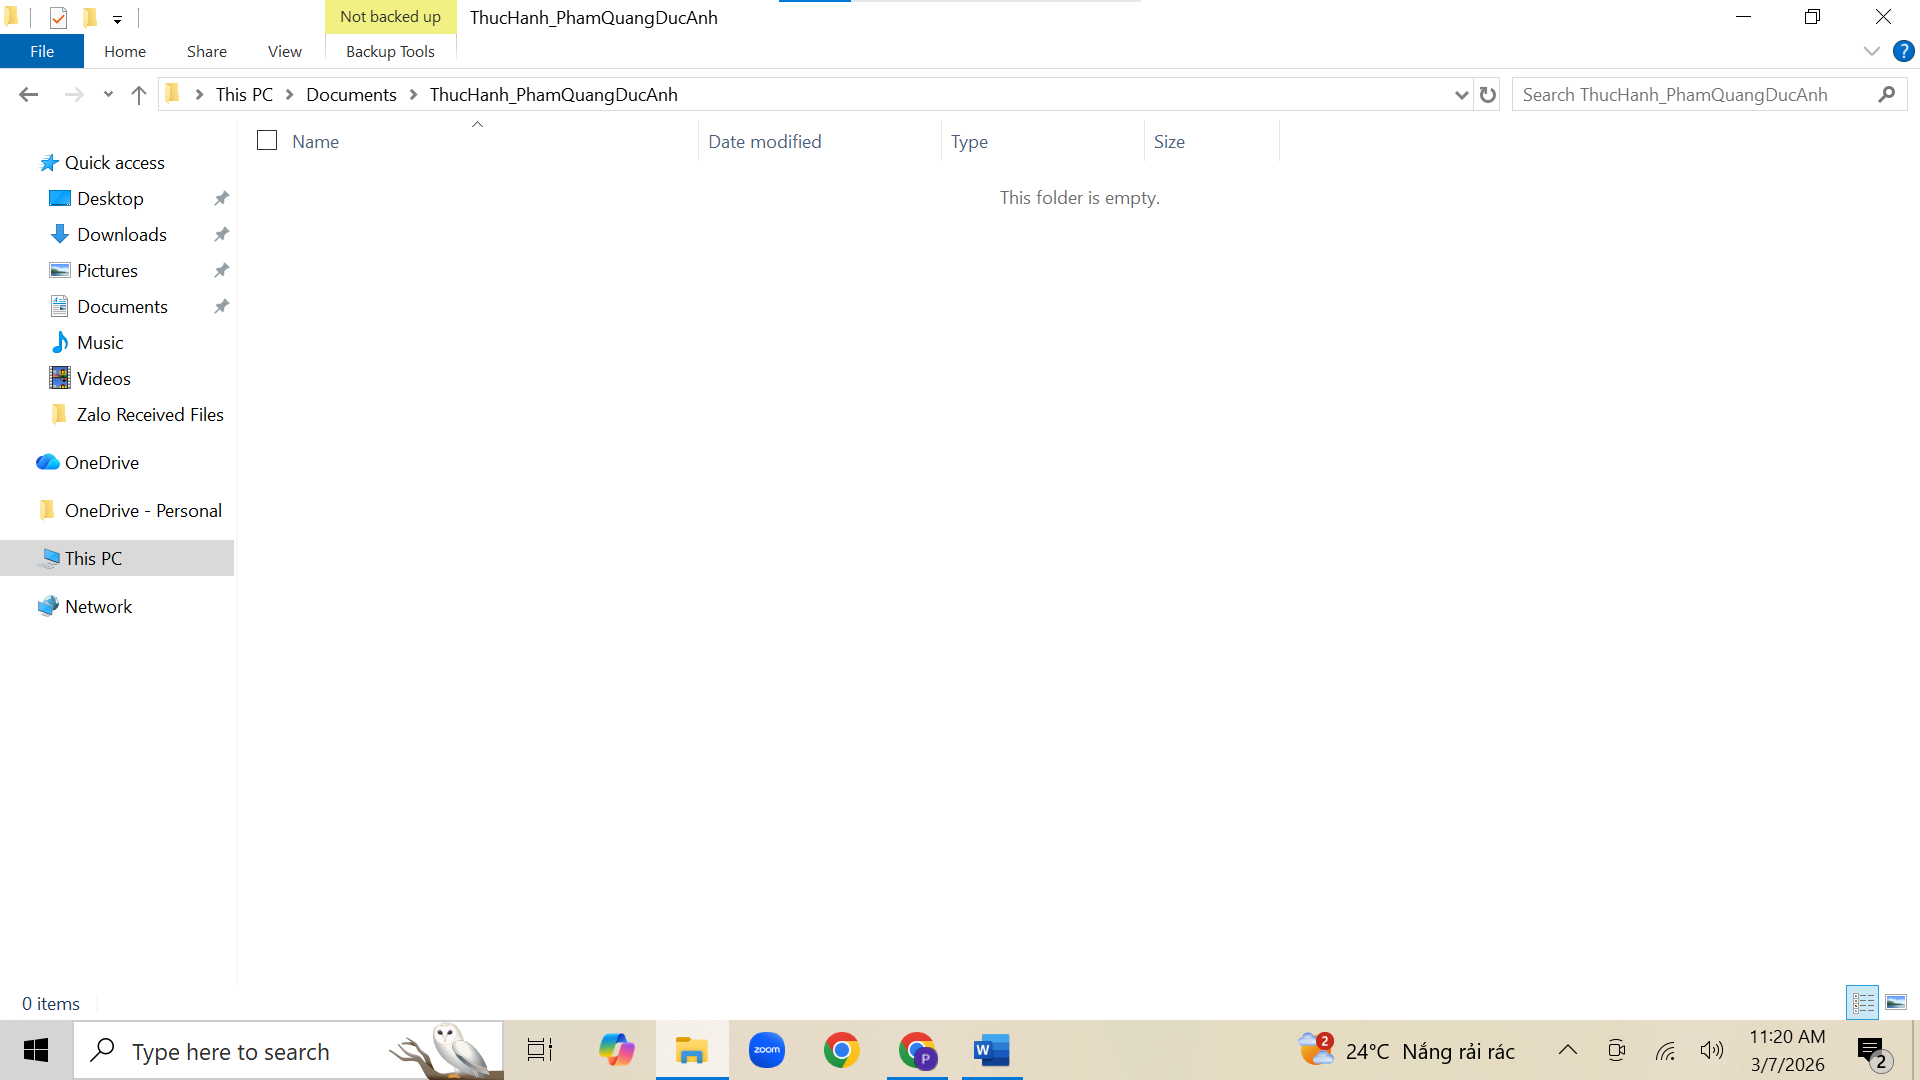 Not backed up
ThucHanh_PhamQuangDucAnh
File
Home
Share
View
Backup Tools
This PC
Documents
ThucHanh_PhamQuangDucAnh
Search ThucHanh_PhamQuangDucAnh
Name
Date modified
Type
Size
This folder is empty.
Quick access
Desktop
Downloads
Pictures
Documents
Music
Videos
Zalo Received Files
OneDrive
OneDrive - Personal
This PC
Network
0 items
Type here to search
zoom
P
W
2
24°C Nắng rải rác
11:20 AM
3/7/2026
2